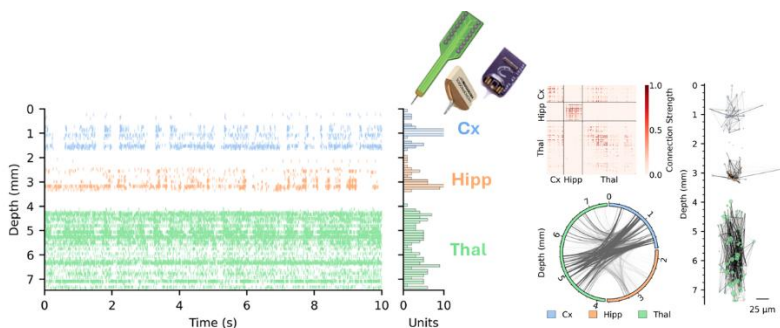 0
1
2
3
4
5
6
7
Depth (mm)
0 2 4 6 8 10
Time (s)
Cx
Hipp
Thal
0 10
Units
Hipp Cx
Thal
Cx Hipp Thal
1.0
0.5
0.0
Connection Strength
0
1
2
3
4
5
6
7
Depth (mm)
Cx Hipp Thal
0
1
2
3
4
5
6
7
Depth (mm)
25 µm